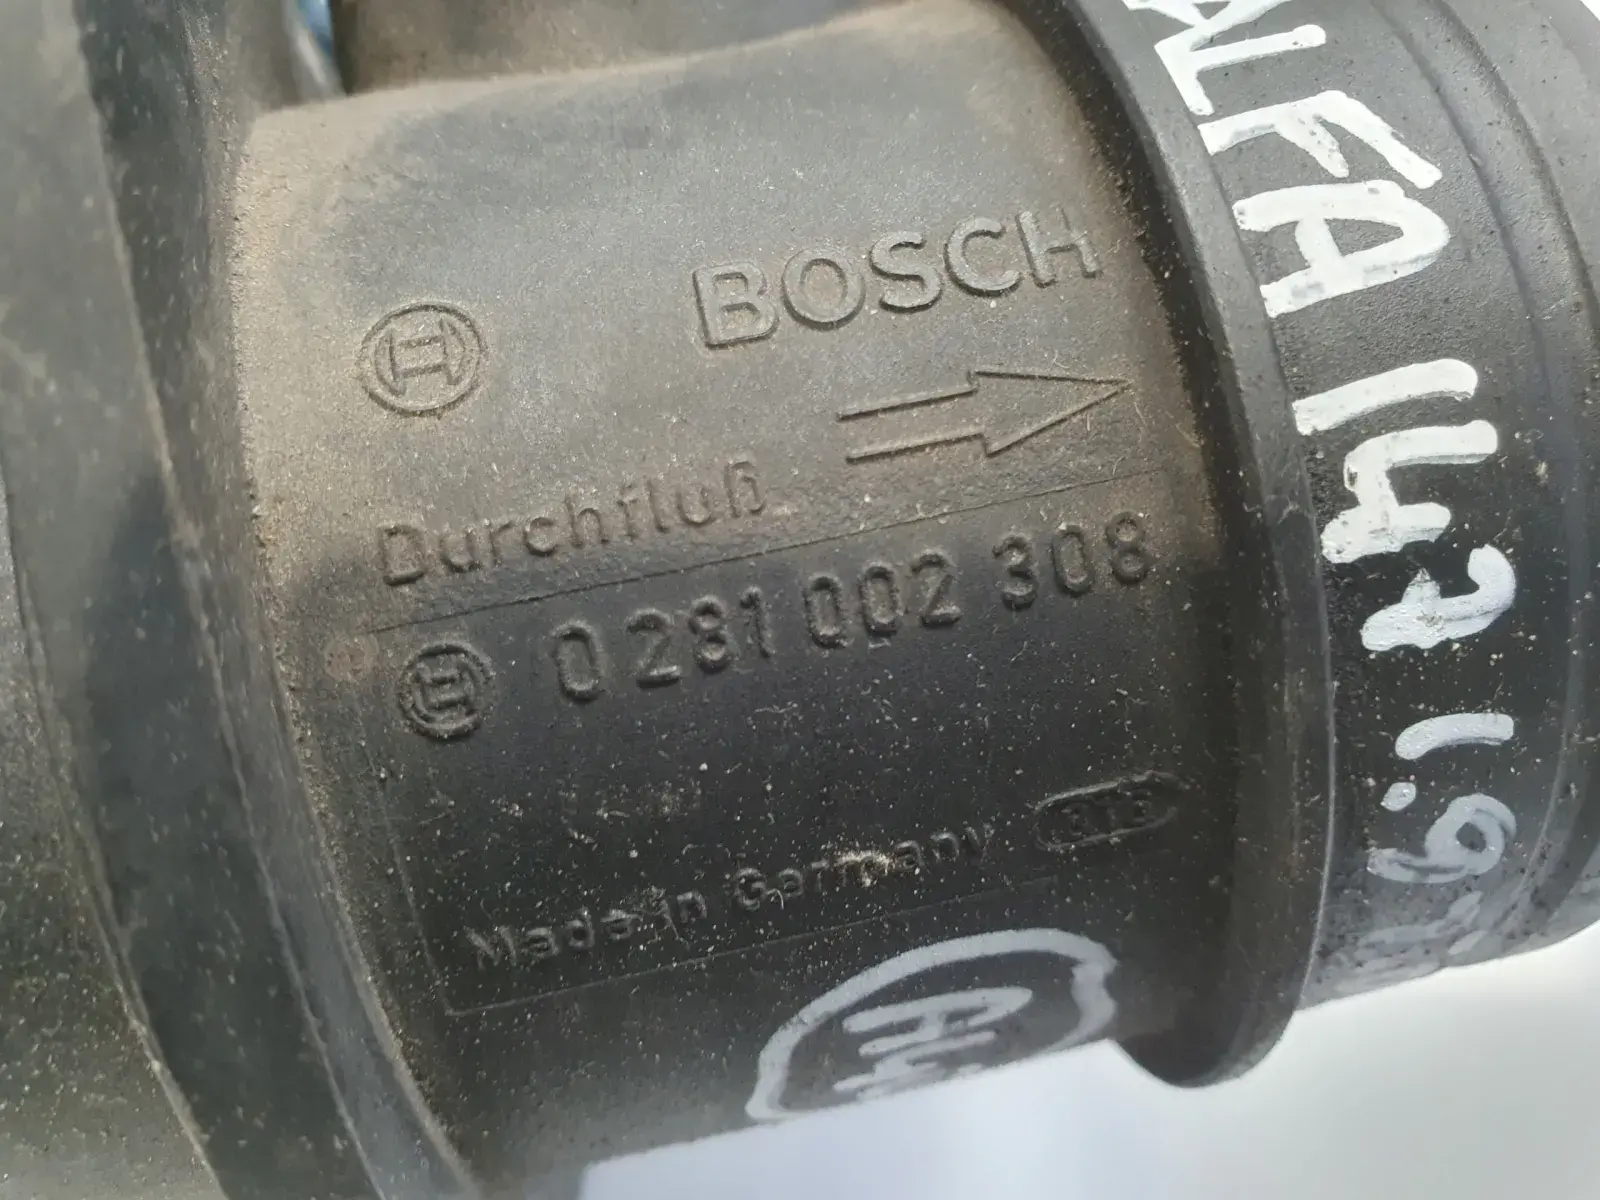 BOSCH
Durchfluß
0 281 002 308
Made in Germany
ALFA 147 1.9